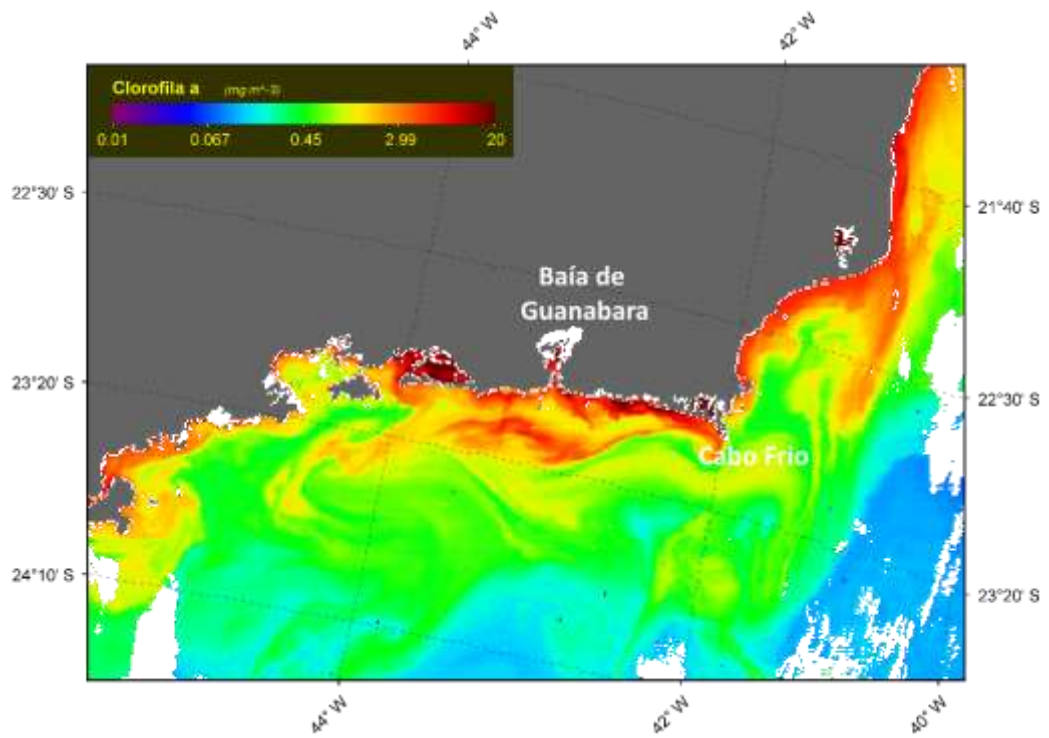 44° W
42° W
Clorofila a (mg m^-3)
0.01 0.067 0.45 2.99 20
22°30' S
21°40' S
Baía de
Guanabara
23°20' S
22°30' S
Cabo Frio
24°10' S
23°20' S
44° W
42° W
40° W